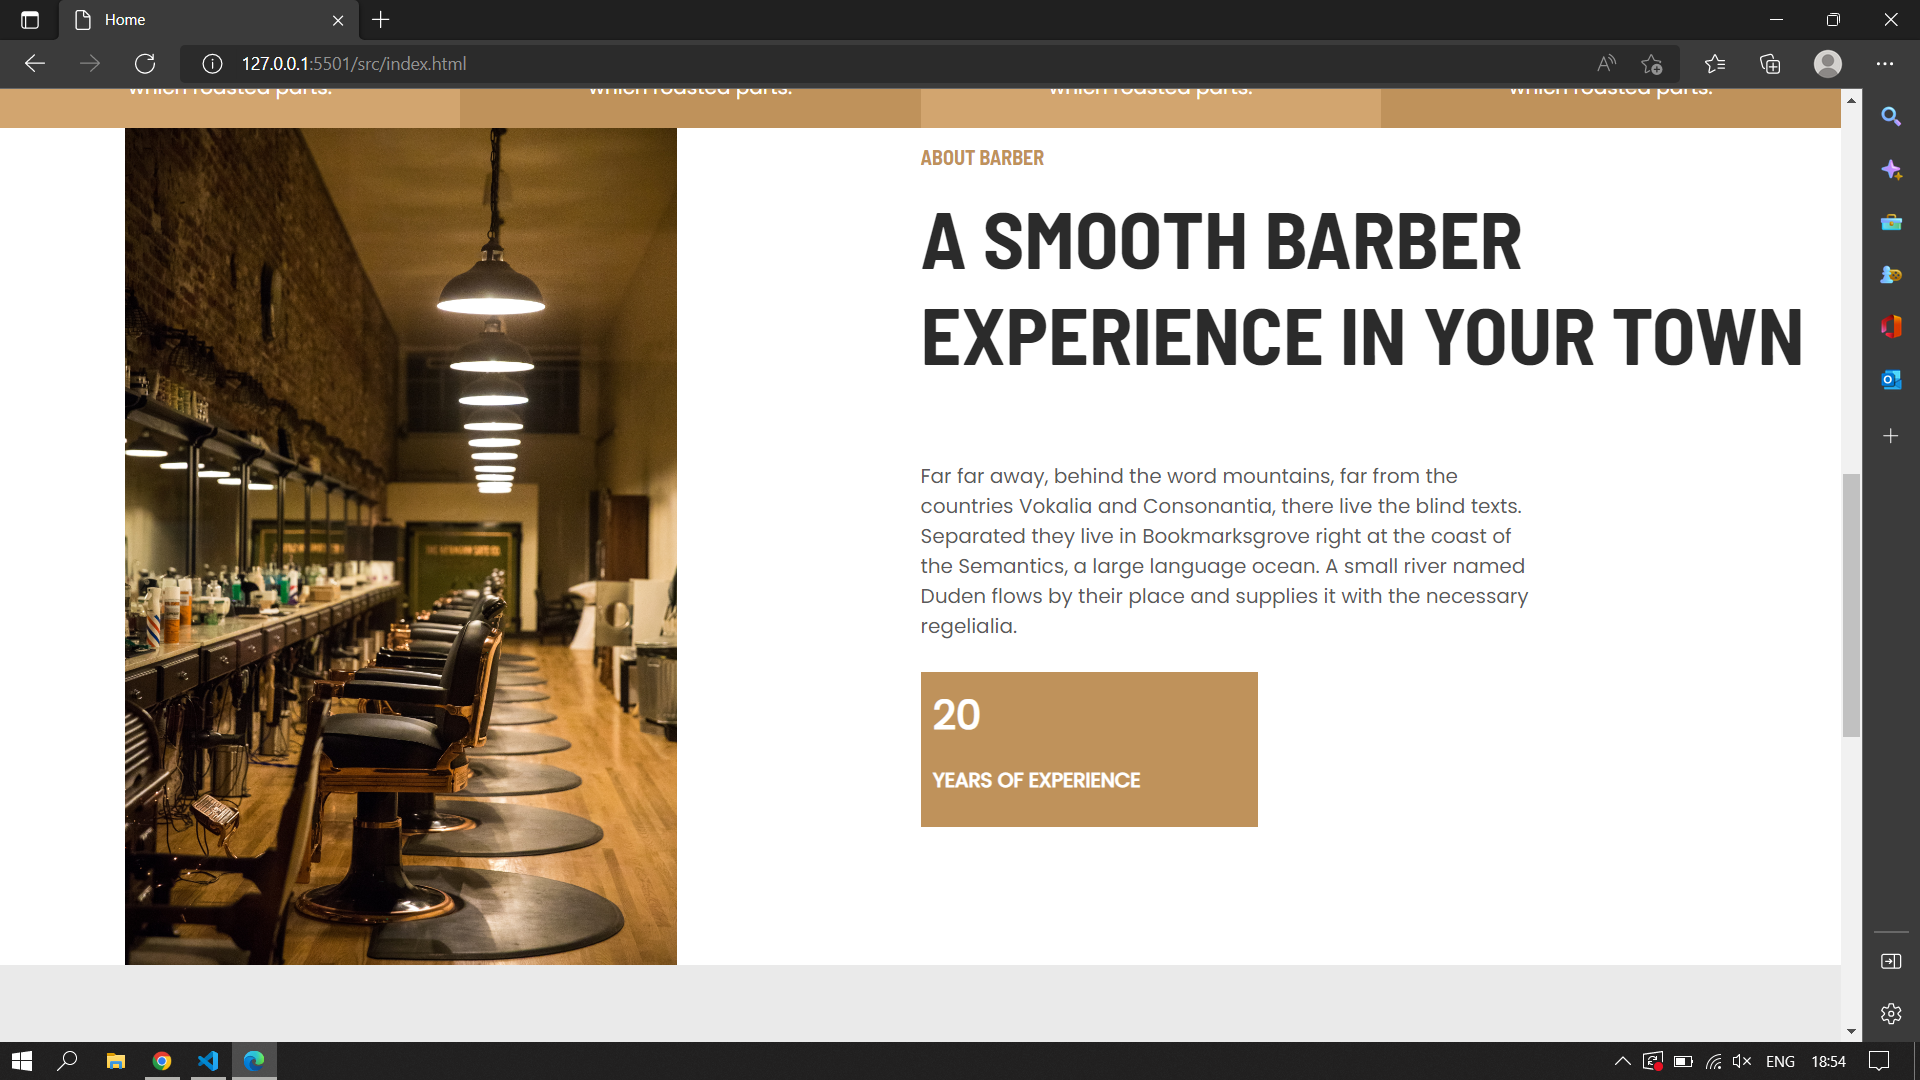 Home
127.0.0.1:5501/src/index.html
which roasted parts. which roasted parts. which roasted parts. which roasted parts.
ABOUT BARBER
A SMOOTH BARBER
EXPERIENCE IN YOUR TOWN
Far far away, behind the word mountains, far from the
countries Vokalia and Consonantia, there live the blind texts.
Separated they live in Bookmarksgrove right at the coast of
the Semantics, a large language ocean. A small river named
Duden flows by their place and supplies it with the necessary
regelialia.
20
YEARS OF EXPERIENCE
ENG 18:54